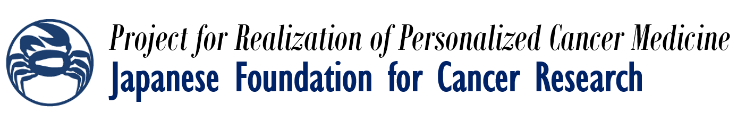 Project for Realization of Personalized Cancer Medicine
Japanese Foundation for Cancer Research